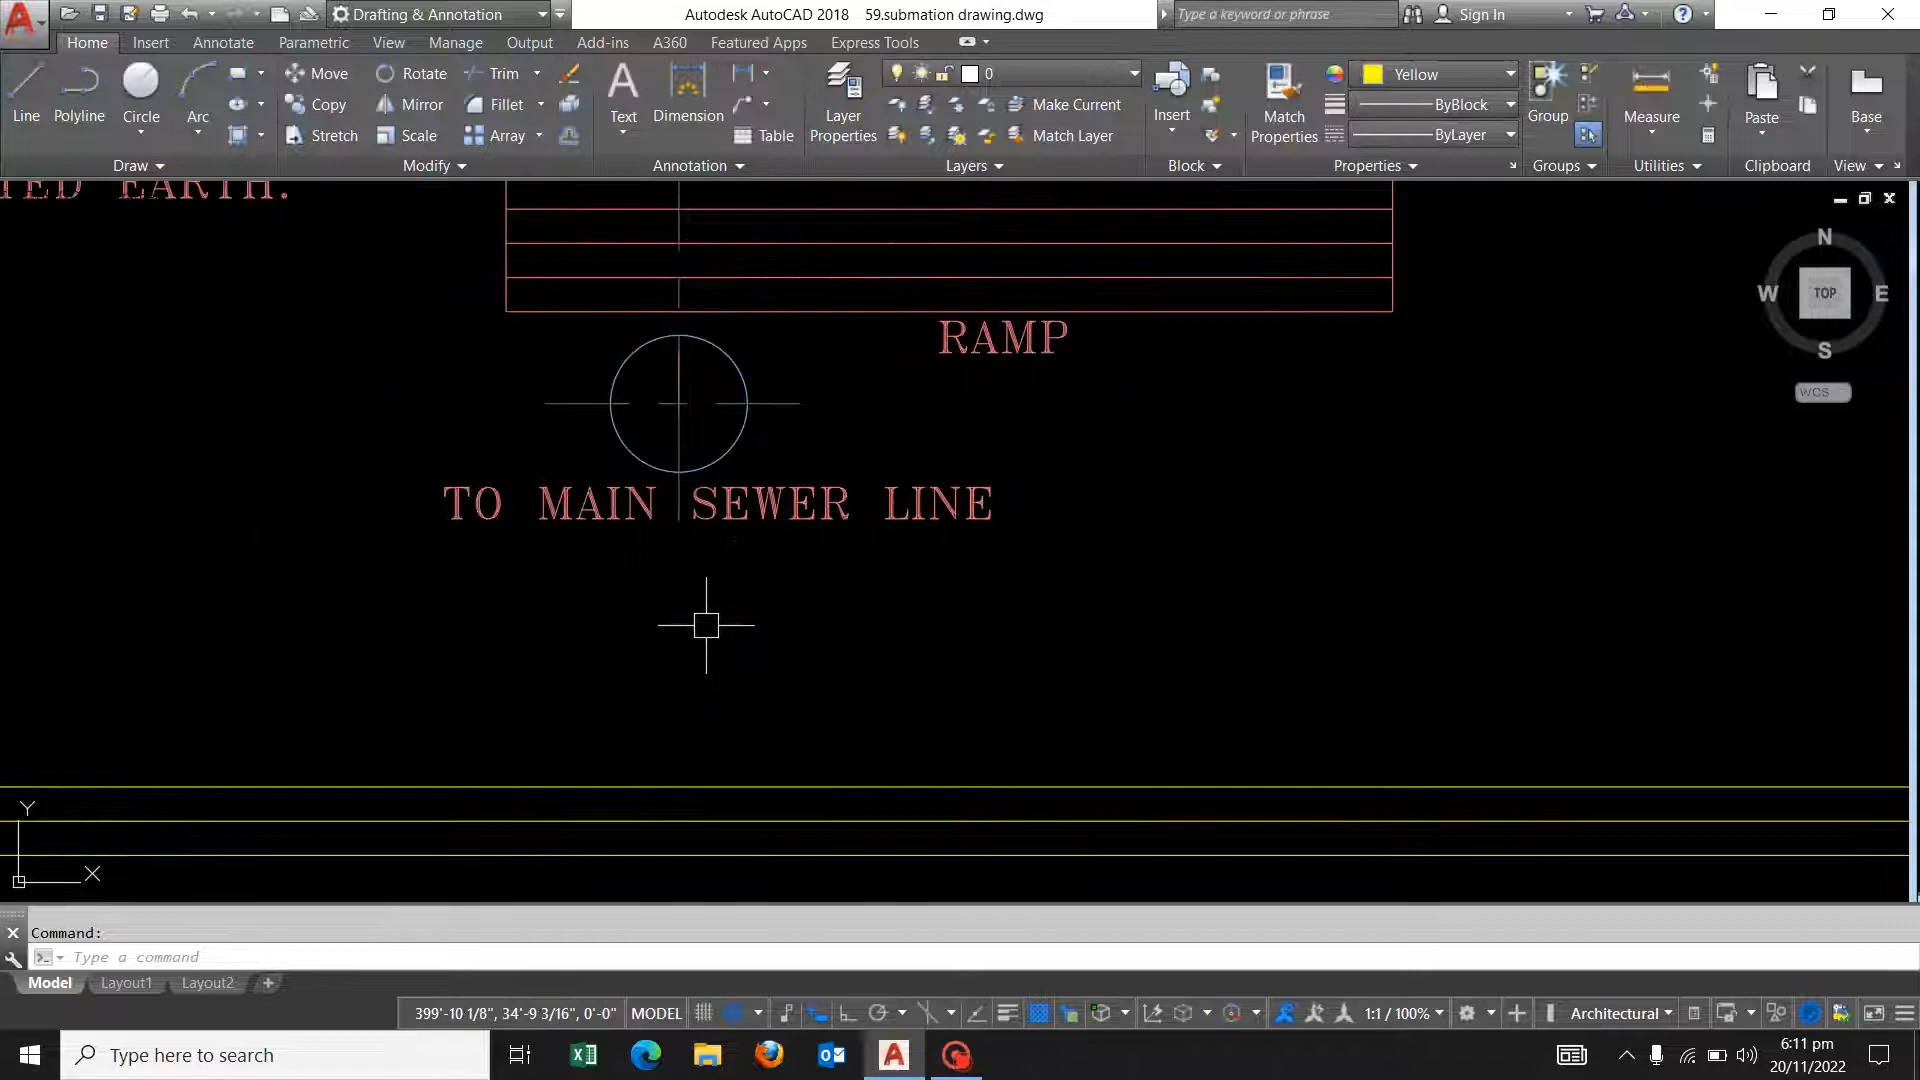 Drafting & Annotation
Autodesk AutoCAD 2018 59.submation drawing.dwg
Type a keyword or phrase
Sign In
Home Insert Annotate Parametric View Manage Output Add-ins A360 Featured Apps Express Tools
Line Polyline Circle Arc
Move Rotate Trim
Copy Mirror Fillet
Stretch Scale Array
Text Dimension Table
Layer Properties
0
Make Current
Match Layer
Insert
Match Properties
Yellow
ByBlock
ByLayer
Group
Measure
Paste
Base
Draw Modify Annotation Layers Block Properties Groups Utilities Clipboard View
TED EARTH.
N
W TOP E
S
WCS
RAMP
TO MAIN SEWER LINE
Y
X
Command:
Type a command
Model Layout1 Layout2 +
399'-10 1/8", 34'-9 3/16", 0'-0" MODEL 1:1 / 100% Architectural
Type here to search
6:11 pm
20/11/2022